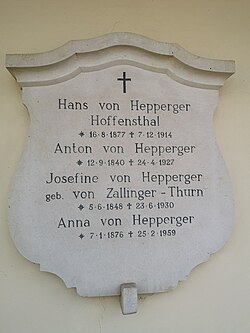 Hans von Hepperger
Hoffensthal
* 16·8·1877 † 7·12·1914
Anton von Hepperger
* 12·9·1840 † 24·4·1927
Josefine von Hepperger
geb. von Zallinger-Thurn
* 5·6·1848 † 23·6·1930
Anna von Hepperger
* 7·1·1876 † 25·2·1959